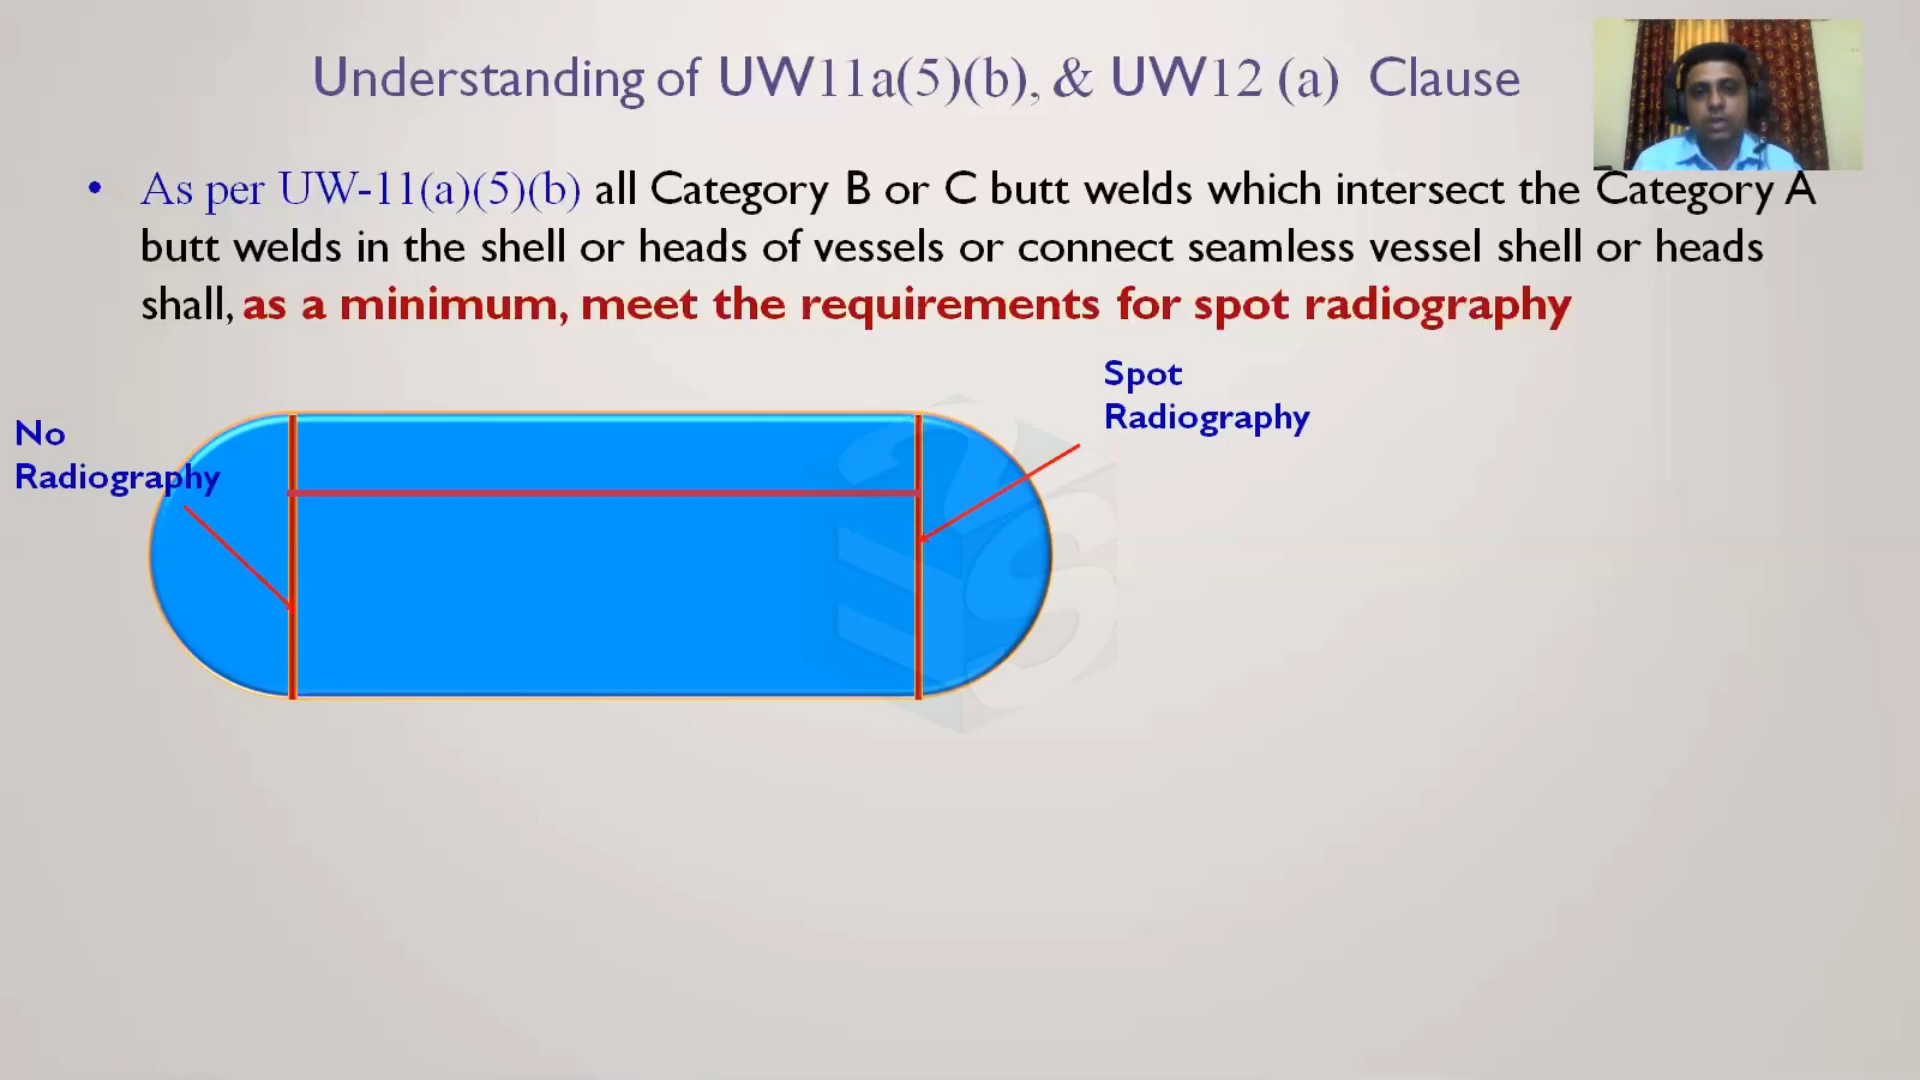 Understanding of UW11a(5)(b), & UW12 (a) Clause
• As per UW-11(a)(5)(b) all Category B or C butt welds which intersect the Category A
butt welds in the shell or heads of vessels or connect seamless vessel shell or heads
shall, as a minimum, meet the requirements for spot radiography
Spot
Radiography
No
Radiography